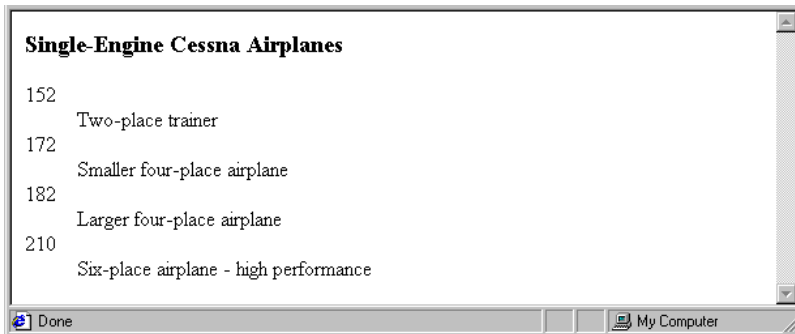 Single-Engine Cessna Airplanes
152
Two-place trainer
172
Smaller four-place airplane
182
Larger four-place airplane
210
Six-place airplane - high performance
Done
My Computer